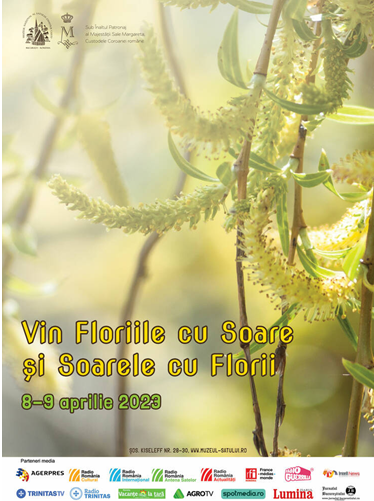 Sub Înaltul Patronaj
al Majestății Sale Margareta,
Custodele Coroanei române
M
Vin Floriile cu Soare
și Soarele cu Florii
8–9 aprilie 2023
ȘOS. KISELEFF NR. 28-30, WWW.MUZEUL-SATULUI.RO
Parteneri media
AGERPRES
Radio România Cultural
Radio România Internațional
Radio România Antena Satelor
Radio România Actualități
france médias monde
TRINITAS TV
Radio TRINITAS
Vacanțe la țară
AGRO TV
spotmedia.ro
rfi
Lumina